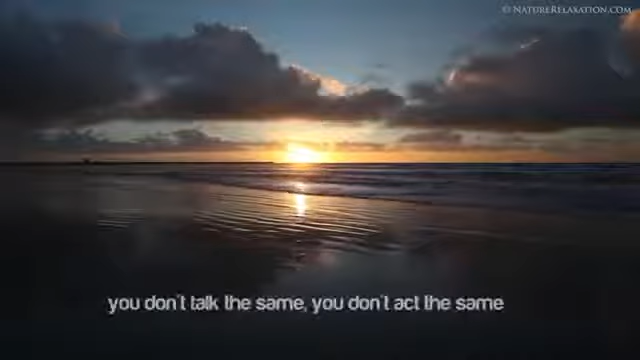 © NatureRelaxation.com
you don't talk the same, you don't act the same